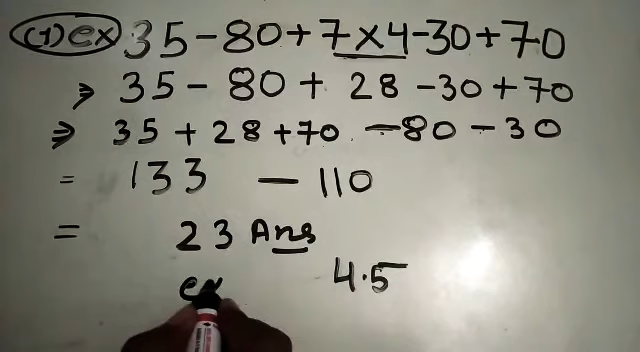 (1) ex 35-80+7×4-30+70
⇒ 35-80+28-30+70
⇒ 35+28+70-80-30
= 133-110
= 23 Ans
ex 4.5